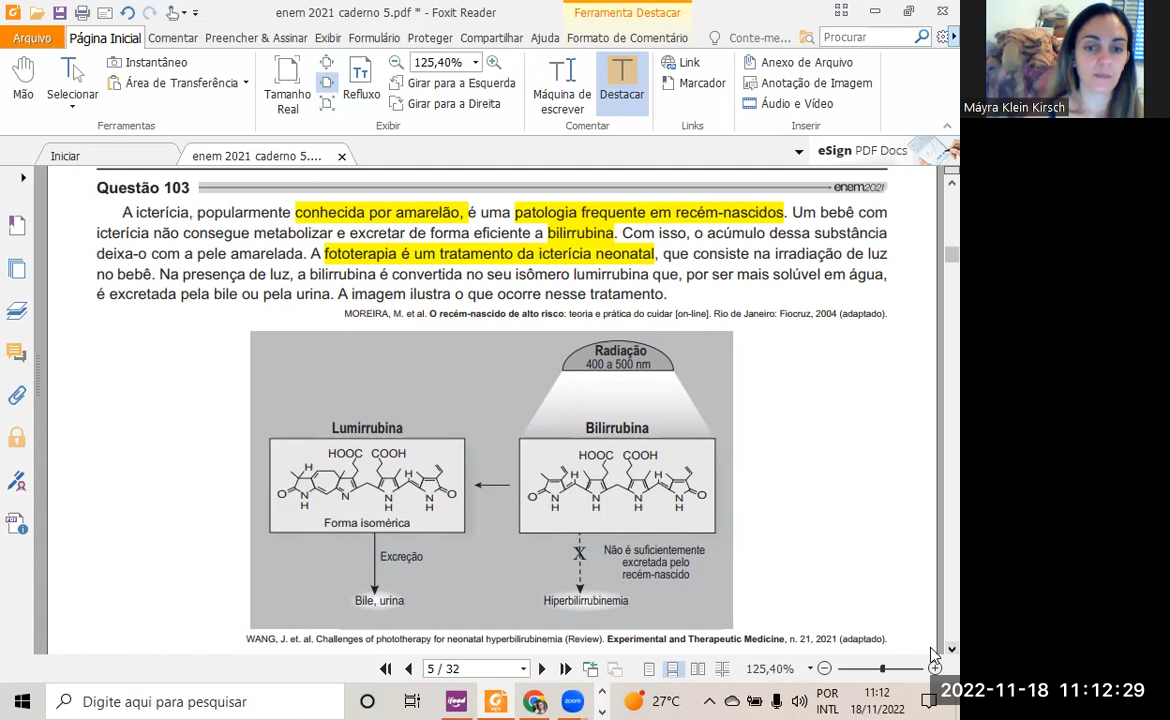 enem 2021 caderno 5.pdf * - Foxit Reader
Ferramenta Destacar
Arquivo
Página Inicial
Comentar
Preencher & Assinar
Exibir
Formulário
Proteger
Compartilhar
Ajuda
Formato de Comentário
Conte-me...
Procurar
Mão
Selecionar
Instantâneo
Área de Transferência
Ferramentas
Tamanho
Real
Refluxo
125,40%
Girar para a Esquerda
Girar para a Direita
Exibir
Máquina de
escrever
Destacar
Comentar
Link
Marcador
Links
Anexo de Arquivo
Anotação de Imagem
Áudio e Vídeo
Inserir
Máyra Klein Kirsch
Iniciar
enem 2021 caderno 5....
eSign PDF Docs
Questão 103
enem2021
A icterícia, popularmente conhecida por amarelão, é uma patologia frequente em recém-nascidos. Um bebê com
icterícia não consegue metabolizar e excretar de forma eficiente a bilirrubina. Com isso, o acúmulo dessa substância
deixa-o com a pele amarelada. A fototerapia é um tratamento da icterícia neonatal, que consiste na irradiação de luz
no bebê. Na presença de luz, a bilirrubina é convertida no seu isômero lumirrubina que, por ser mais solúvel em água,
é excretada pela bile ou pela urina. A imagem ilustra o que ocorre nesse tratamento.
MOREIRA, M. et al. O recém-nascido de alto risco: teoria e prática do cuidar [on-line]. Rio de Janeiro: Fiocruz, 2004 (adaptado).
Radiação
400 a 500 nm
Lumirrubina
Bilirrubina
HOOC COOH
HOOC COOH
H
H
H
H
O
N
N
N
N
O
O
N
N
N
N
O
H
H
H
H
H
H
H
Forma isomérica
Excreção
X
Não é suficientemente
excretada pelo
recém-nascido
Bile, urina
Hiperbilirrubinemia
WANG, J. et. al. Challenges of phototherapy for neonatal hyperbilirubinemia (Review). Experimental and Therapeutic Medicine, n. 21, 2021 (adaptado).
5 / 32
125,40%
Digite aqui para pesquisar
ifood
zoom
27°C
POR
INTL
11:12
18/11/2022
2022-11-18 11:12:29